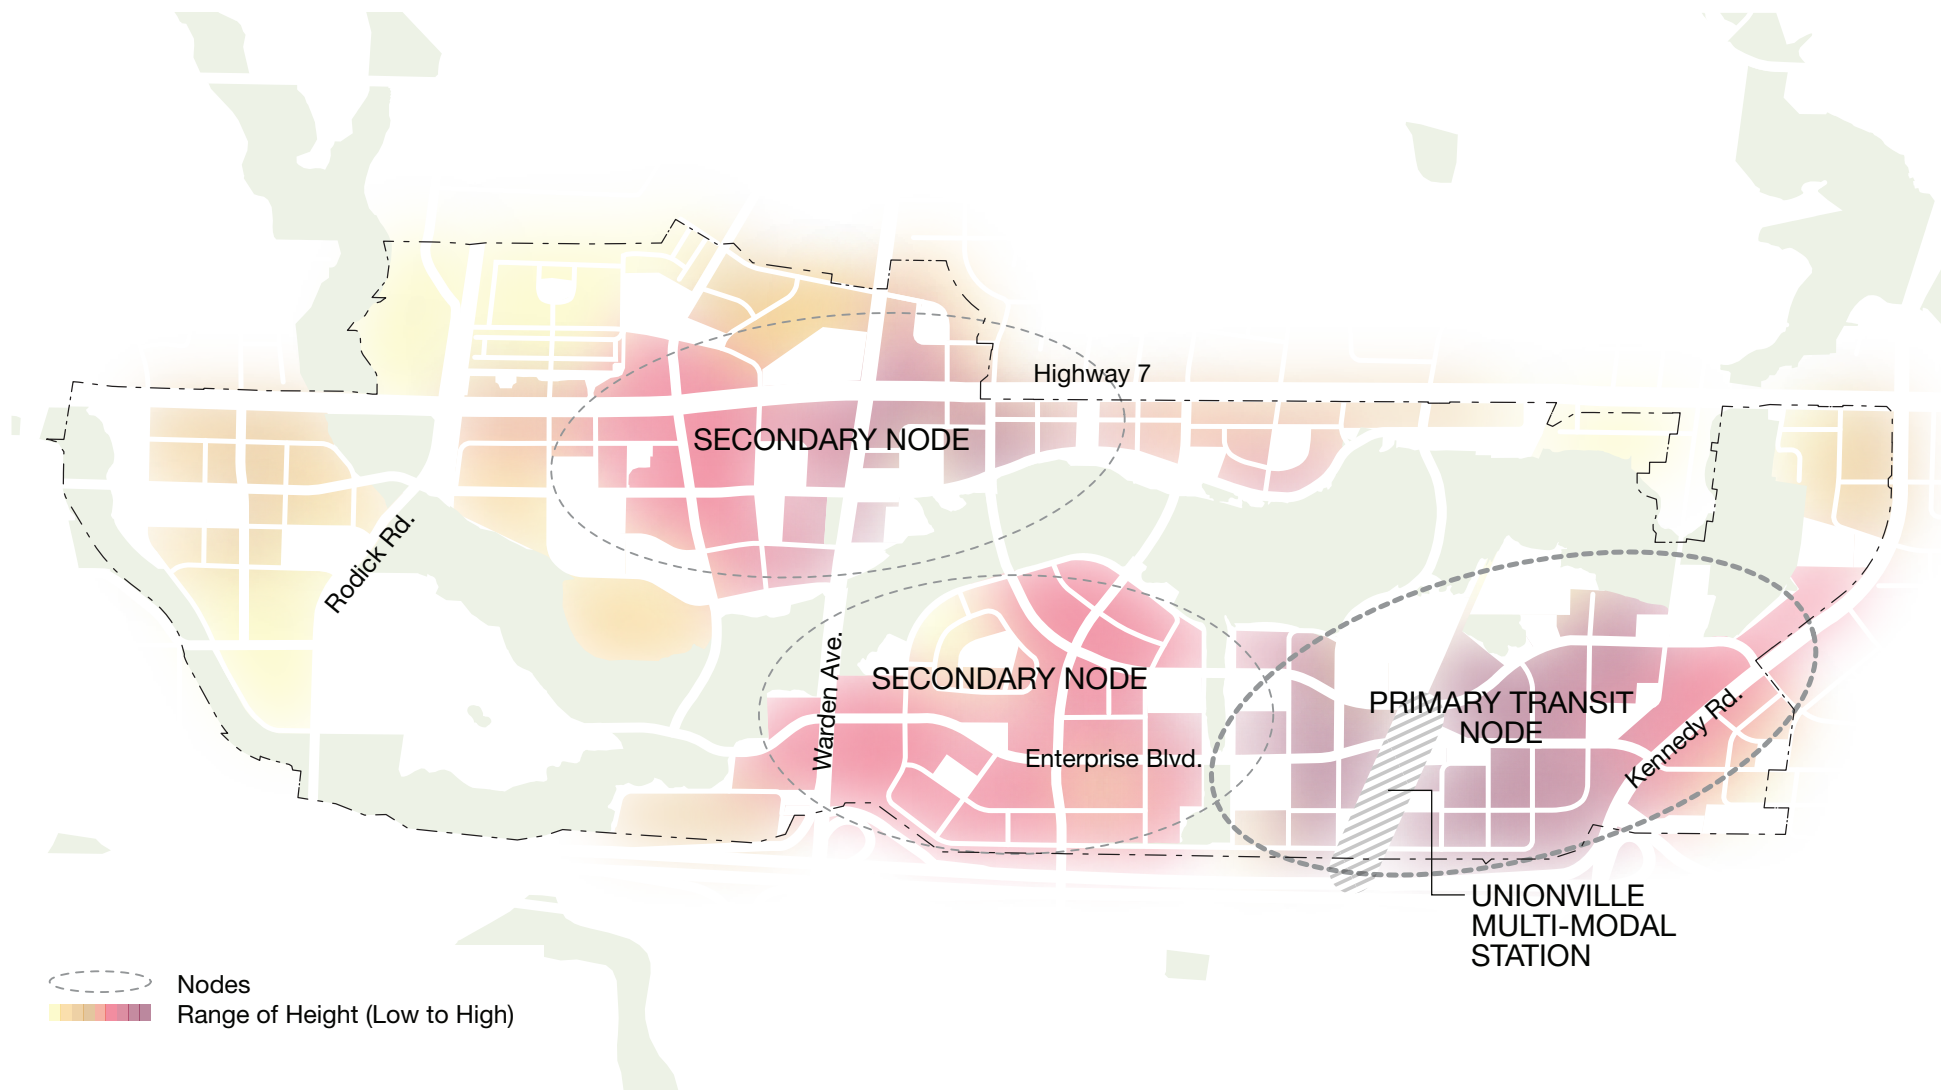 Highway 7
SECONDARY NODE
Rodick Rd.
Warden Ave.
SECONDARY NODE
Enterprise Blvd.
PRIMARY TRANSIT
NODE
Kennedy Rd.
UNIONVILLE
MULTI-MODAL
STATION
Nodes
Range of Height (Low to High)